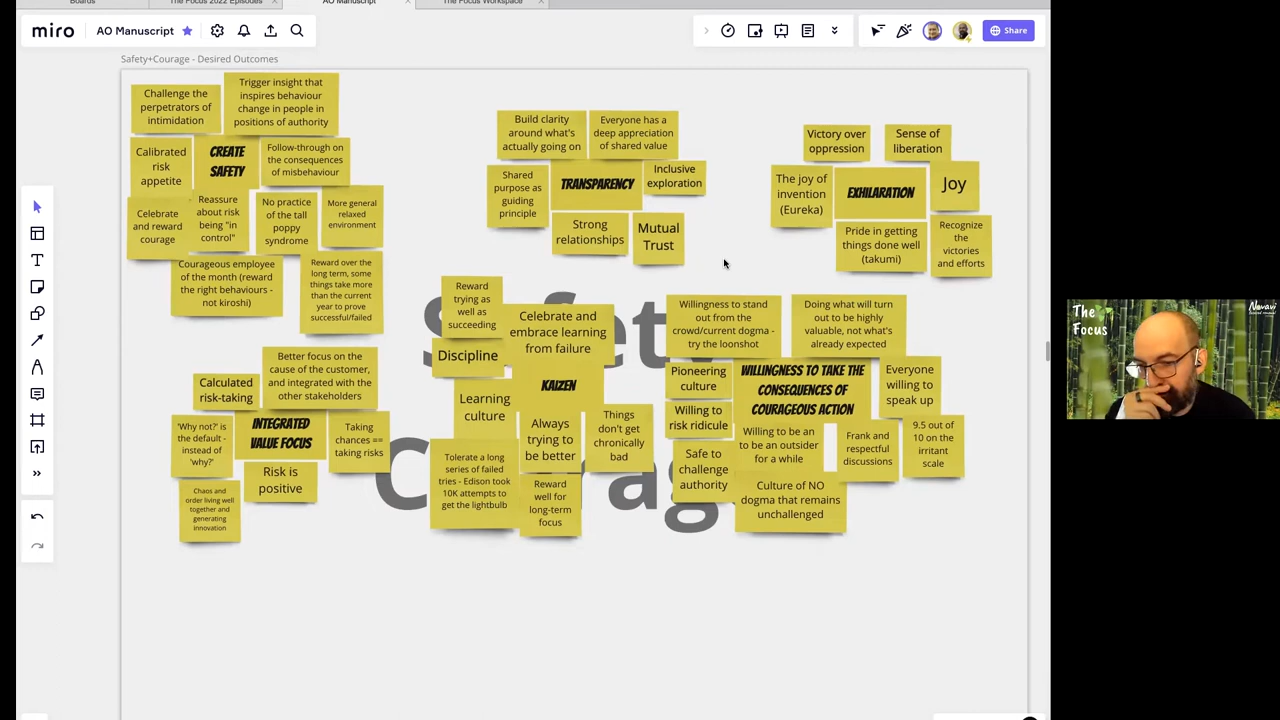 Boards
The Focus 2022 Episodes
AO Manuscript
The Focus Workspace
miro
AO Manuscript
Share
Safety+Courage - Desired Outcomes
Challenge the
perpetrators of
intimidation
Trigger insight that
inspires behaviour
change in people in
positions of authority
Calibrated
risk
appetite
CREATE
SAFETY
Follow-through on
the consequences
of misbehaviour
Celebrate
and reward
courage
Reassure
about risk
being "in
control"
No practice
of the tall
poppy
syndrome
More general
relaxed
environment
Courageous employee
of the month (reward
the right behaviours -
not kiroshi)
Reward over the
long term, some
things take more
than the current
year to prove
successful/failed
Build clarity
around what's
actually going on
Everyone has a
deep appreciation
of shared value
Shared
purpose as
guiding
principle
TRANSPARENCY
Inclusive
exploration
Strong
relationships
Mutual
Trust
Victory over
oppression
Sense of
liberation
The joy of
invention
(Eureka)
EXHILARATION
Joy
Pride in getting
things done well
(takumi)
Recognize
the
victories
and efforts
Better focus on the
cause of the customer,
and integrated with the
other stakeholders
Calculated
risk-taking
'Why not?' is
the default -
instead of
'why?'
INTEGRATED
VALUE FOCUS
Taking
chances ==
taking risks
Risk is
positive
Chaos and
order living well
together and
generating
innovation
Reward
trying as
well as
succeeding
Celebrate and
embrace learning
from failure
Discipline
KAIZEN
Learning
culture
Always
trying to
be better
Things
don't get
chronically
bad
Tolerate a long
series of failed
tries - Edison took
10K attempts to
get the lightbulb
Reward
well for
long-term
focus
Willingness to stand
out from the
crowd/current dogma -
try the loonshot
Doing what will turn
out to be highly
valuable, not what's
already expected
Pioneering
culture
WILLINGNESS TO TAKE THE
CONSEQUENCES OF
COURAGEOUS ACTION
Everyone
willing to
speak up
Willing to
risk ridicule
Willing to be an
to be an outsider
for a while
Frank and
respectful
discussions
9.5 out of
10 on the
irritant
scale
Safe to
challenge
authority
Culture of NO
dogma that remains
unchallenged
The
Focus